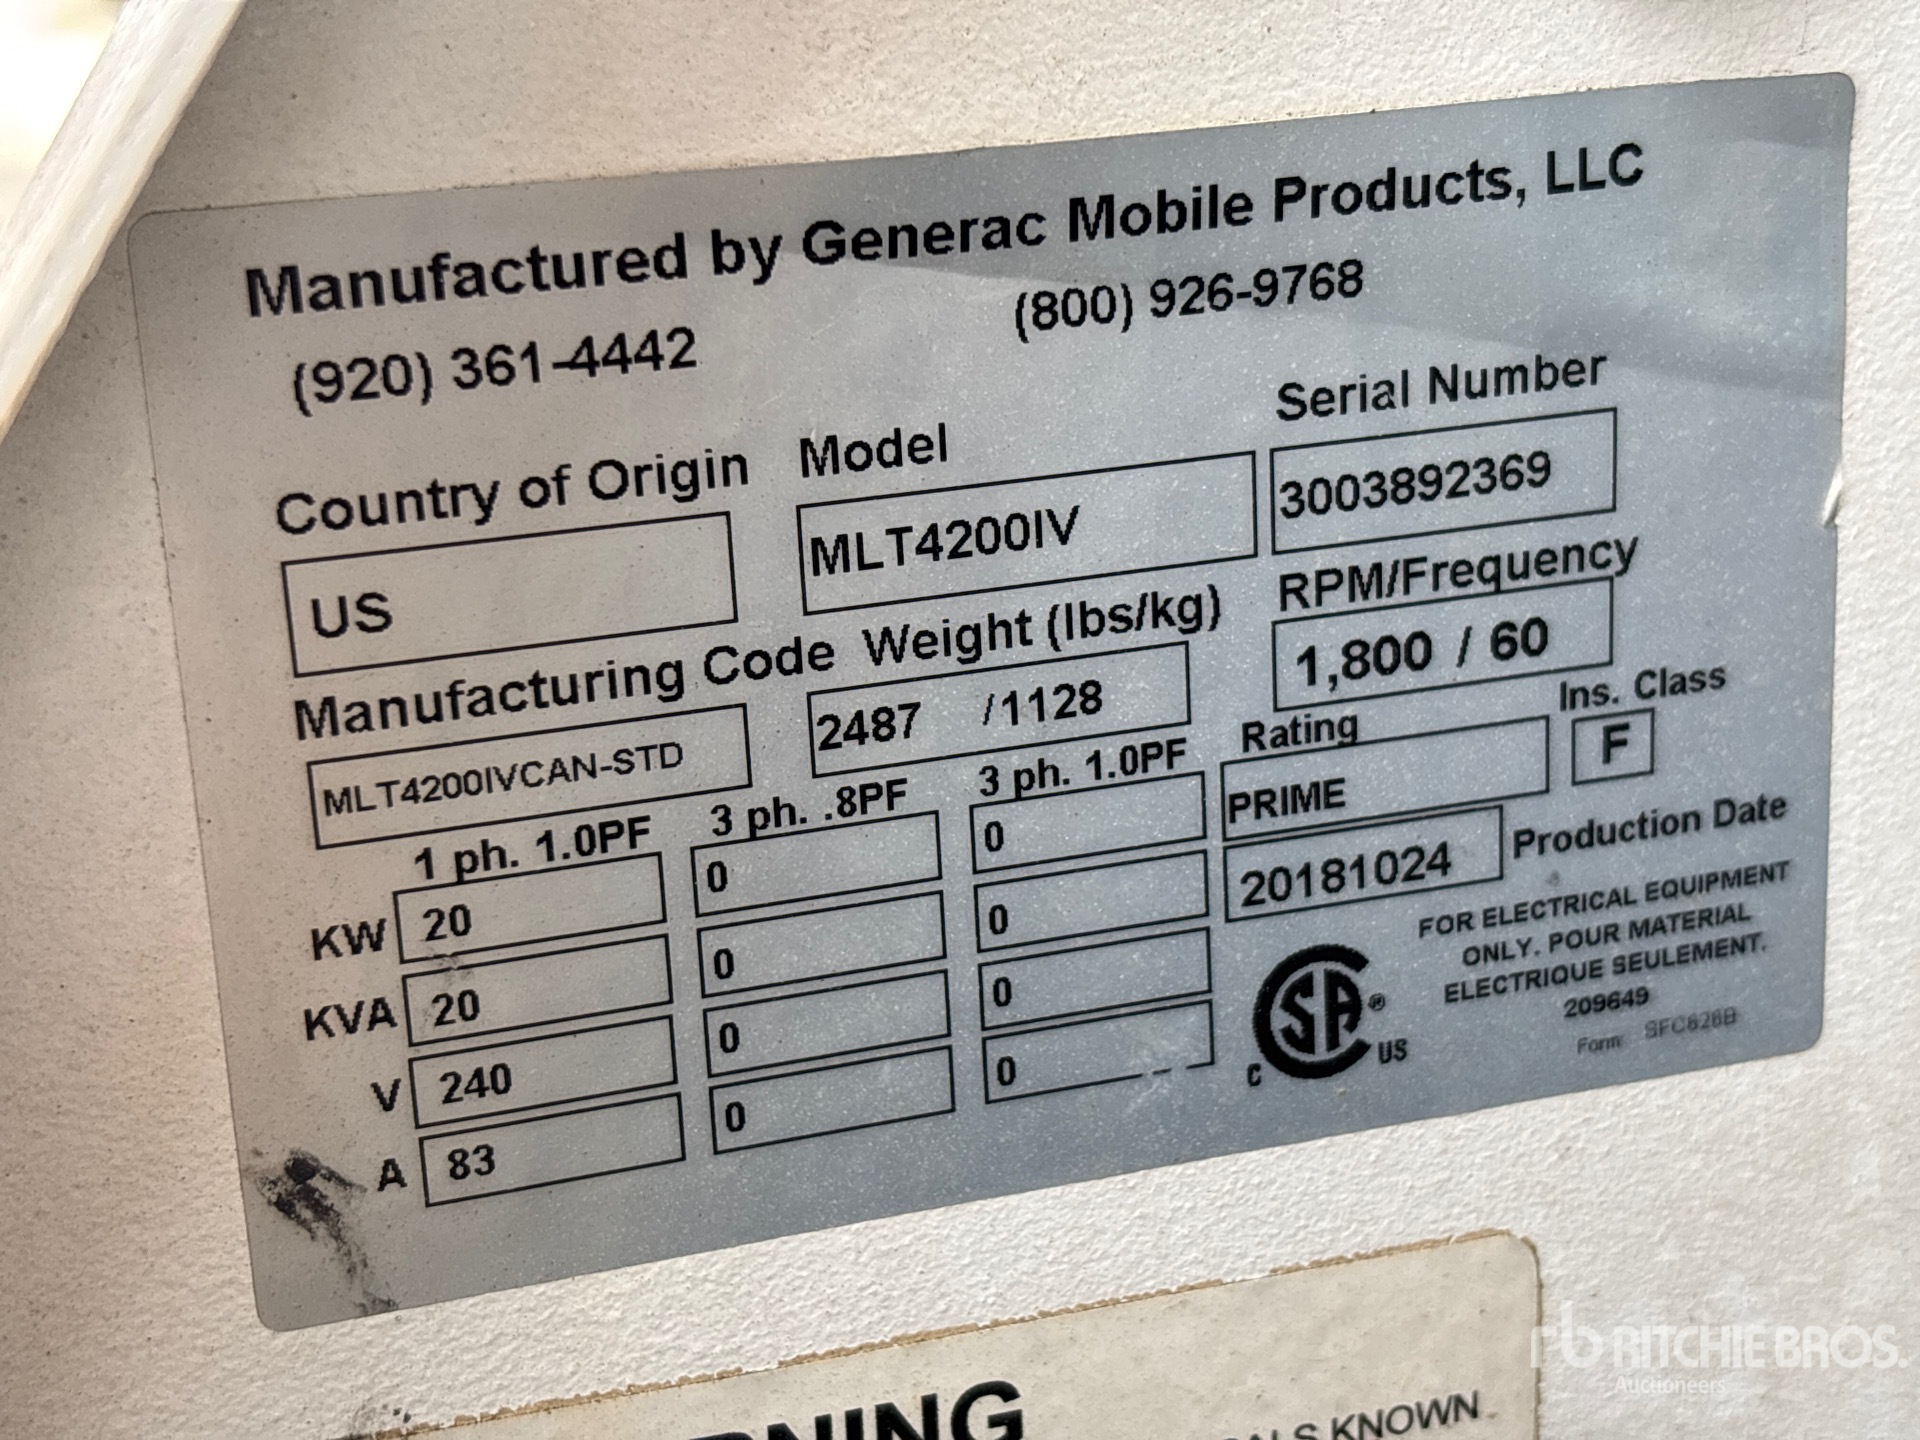 Manufactured by Generac Mobile Products, LLC
(920) 361-4442 (800) 926-9768
Country of Origin Model Serial Number
US MLT4200IV 3003892369
Manufacturing Code Weight (lbs/kg) RPM/Frequency
MLT4200IVCAN-STD 2487 /1128 1,800 / 60
1 ph. 1.0PF 3 ph. .8PF 3 ph. 1.0PF Rating Ins. Class
PRIME F
KW 20 0 0
20181024 Production Date
KVA 20 0 0
V 240 0 0
A 83 0 0
FOR ELECTRICAL EQUIPMENT
ONLY. POUR MATERIAL
ELECTRIQUE SEULEMENT.
209649
Form: SFC626B
C SA ® US
KNOWN
rb RITCHIE BROS.
Auctioneers